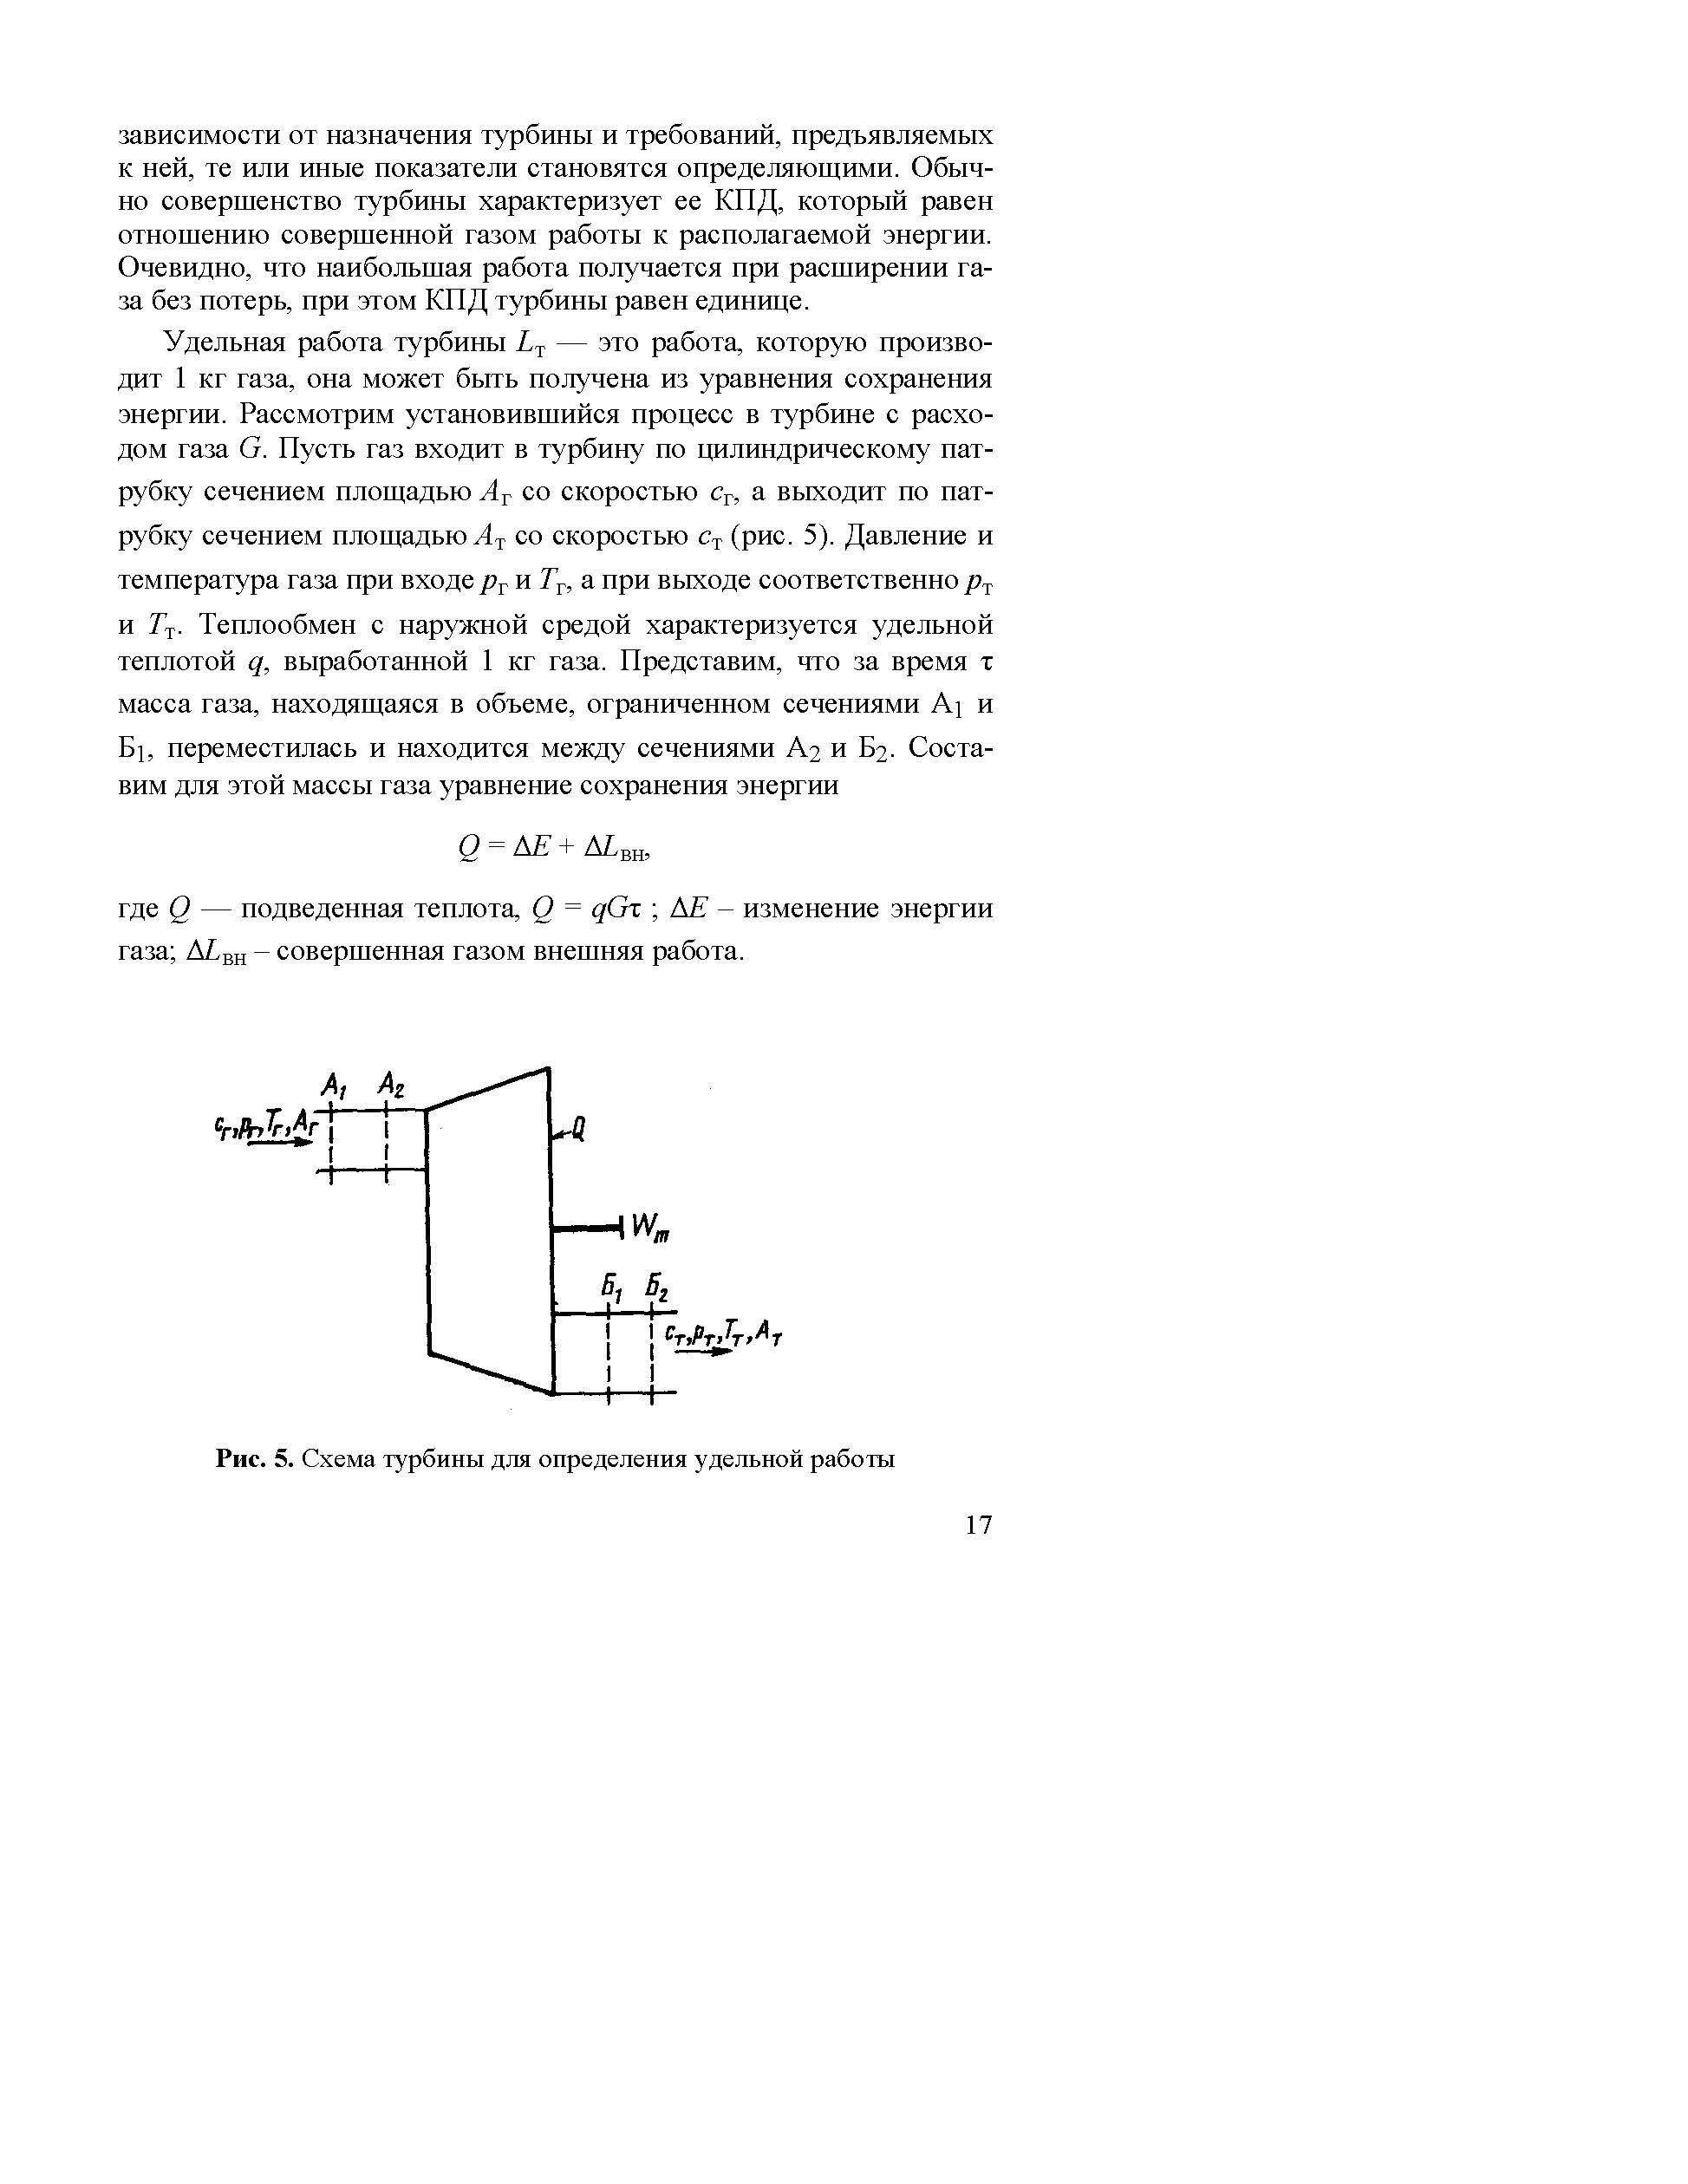 зависимости от назначения турбины и требований, предъявляемых
к ней, те или иные показатели становятся определяющими. Обыч-
но совершенство турбины характеризует ее КПД, который равен
отношению совершенной газом работы к располагаемой энергии.
Очевидно, что наибольшая работа получается при расширении га-
за без потерь, при этом КПД турбины равен единице.
Удельная работа турбины Lт — это работа, которую произво-
дит 1 кг газа, она может быть получена из уравнения сохранения
энергии. Рассмотрим установившийся процесс в турбине с расхо-
дом газа G. Пусть газ входит в турбину по цилиндрическому пат-
рубку сечением площадью Aг со скоростью cг, а выходит по пат-
рубку сечением площадью Aт со скоростью cт (рис. 5). Давление и
температура газа при входе pг и Tг, а при выходе соответственно pт
и Tт. Теплообмен с наружной средой характеризуется удельной
теплотой q, выработанной 1 кг газа. Представим, что за время τ
масса газа, находящаяся в объеме, ограниченном сечениями А1 и
Б1, переместилась и находится между сечениями А2 и Б2. Соста-
вим для этой массы газа уравнение сохранения энергии
Q = ΔE + ΔLвн,
где Q — подведенная теплота, Q = qGτ ; ΔE – изменение энергии
газа; ΔLвн – совершенная газом внешняя работа.
А1 А2
cг,pг,Tг,Aг
Q
Wт
Б1 Б2
cт,pт,Tт,Aт
Рис. 5. Схема турбины для определения удельной работы
17